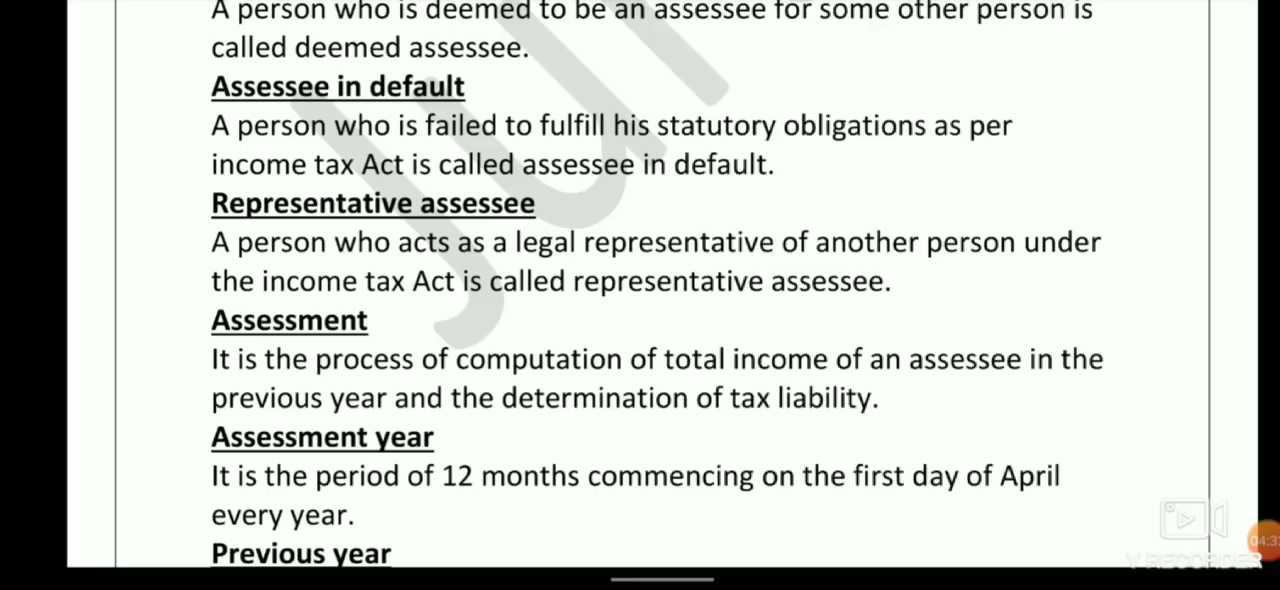 A person who is deemed to be an assessee for some other person is
called deemed assessee.
Assessee in default
A person who is failed to fulfill his statutory obligations as per
income tax Act is called assessee in default.
Representative assessee
A person who acts as a legal representative of another person under
the income tax Act is called representative assessee.
Assessment
It is the process of computation of total income of an assessee in the
previous year and the determination of tax liability.
Assessment year
It is the period of 12 months commencing on the first day of April
every year.
Previous year
V RECORDER